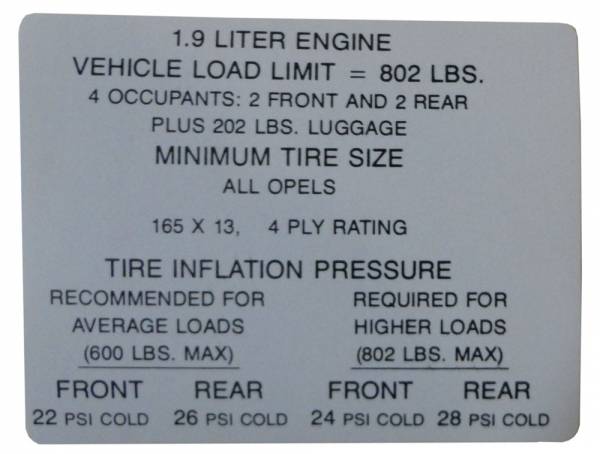 1.9 LITER ENGINE
VEHICLE LOAD LIMIT = 802 LBS.
4 OCCUPANTS: 2 FRONT AND 2 REAR
PLUS 202 LBS. LUGGAGE
MINIMUM TIRE SIZE
ALL OPELS
165 X 13, 4 PLY RATING
TIRE INFLATION PRESSURE
RECOMMENDED FOR REQUIRED FOR
AVERAGE LOADS HIGHER LOADS
(600 LBS. MAX) (802 LBS. MAX)
FRONT REAR FRONT REAR
22 PSI COLD 26 PSI COLD 24 PSI COLD 28 PSI COLD